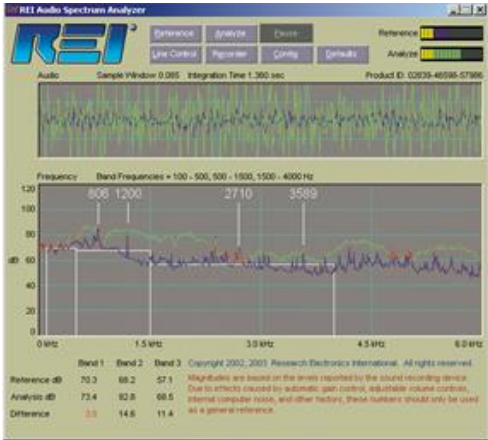 REI Audio Spectrum Analyzer
REI
Reference Analyze Pause Reference
Line Control Recorder Config Defaults Analyze
Audio Sample Window 0.085 Integration Time 1.360 sec Product ID: 02839-46598-57986
Frequency Band Frequencies = 100 - 500, 500 - 1500, 1500 - 4000 Hz
120
806 1200 2710 3589
100
80
dB 60
40
20
0
0 kHz 1.5 kHz 3.0 kHz 4.5 kHz 6.0 kHz
Band 1 Band 2 Band 3 Copyright 2002, 2003 Research Electronics International. All rights reserved.
Reference dB 70.3 68.2 57.1 Magnitudes are based on the levels reported by the sound recording device.
Due to effects caused by automatic gain control, adjustable volume controls,
Analysis dB 73.4 82.8 68.5 internal computer noise, and other factors, these numbers should only be used
Difference 14.6 11.4 as a general reference.